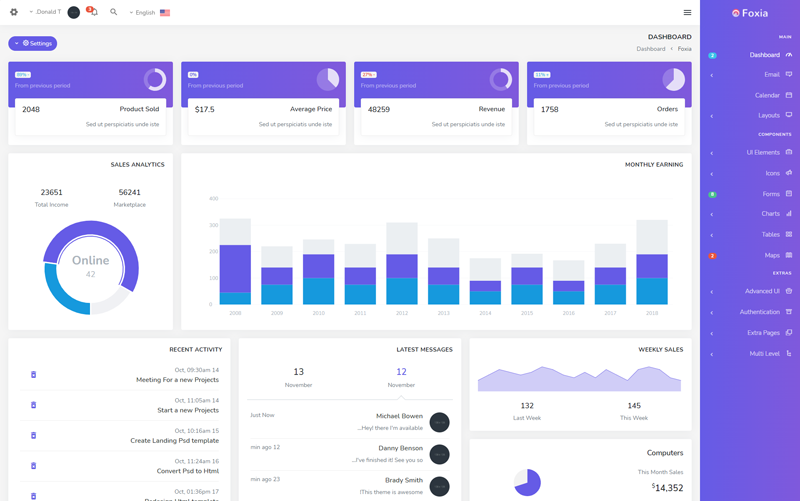 .Donald T
3
English
Foxia
Settings
DASHBOARD
Dashboard < Foxia
MAIN
2
Dashboard
Email
Calendar
Layouts
COMPONENTS
UI Elements
Icons
8
Forms
Charts
Tables
2
Maps
EXTRAS
Advanced UI
Authentication
Extra Pages
Multi Level
From previous period
2048 Product Sold
Sed ut perspiciatis unde iste
0%
From previous period
$17.5 Average Price
Sed ut perspiciatis unde iste
From previous period
48259 Revenue
Sed ut perspiciatis unde iste
From previous period
1758 Orders
Sed ut perspiciatis unde iste
SALES ANALYTICS
23651 56241
Total Income Marketplace
Online
42
MONTHLY EARNING
400
300
200
100
0
2008 2009 2010 2011 2012 2013 2014 2015 2016 2017 2018
RECENT ACTIVITY
Oct, 09:30am 14
Meeting For a new Projects
Oct, 11:05am 14
Start a new Projects
Oct, 10:16am 15
Create Landing Psd template
Oct, 11:24am 16
Convert Psd to Html
Oct, 01:36pm 17
LATEST MESSAGES
13 12
November November
Just Now Michael Bowen
...Hey! there I'm available
min ago 12 Danny Benson
...I've finished it! See you so
min ago 23 Brady Smith
!This theme is awesome
WEEKLY SALES
132 145
Last Week This Week
Computers
This Month Sales
$14,352